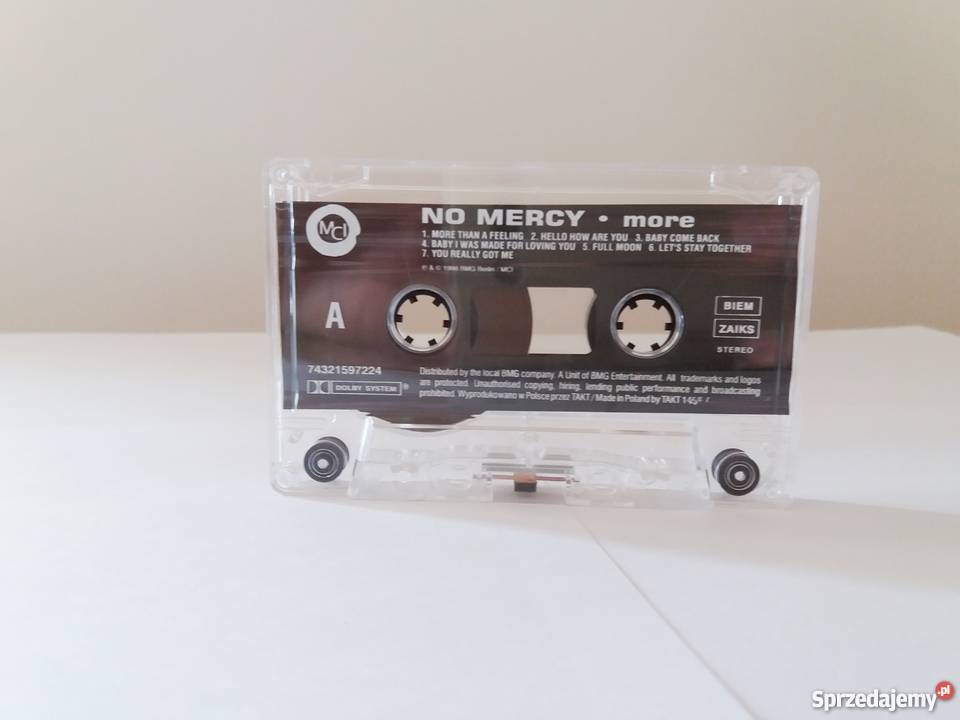 MCI
NO MERCY • more
1. MORE THAN A FEELING 2. HELLO HOW ARE YOU 3. BABY COME BACK
4. BABY I WAS MADE FOR LOVING YOU 5. FULL MOON 6. LET'S STAY TOGETHER
7. YOU REALLY GOT ME
℗ & © 1998 BMG Berlin / MCI
A
BIEM
ZAIKS
STEREO
74321597224
DOLBY SYSTEM®
Distributed by the local BMG company. A Unit of BMG Entertainment. All trademarks and logos
are protected. Unauthorised copying, hiring, lending public performance and broadcasting
prohibited. Wyprodukowano w Polsce przez TAKT / Made in Poland by TAKT
Sprzedajemy.pl